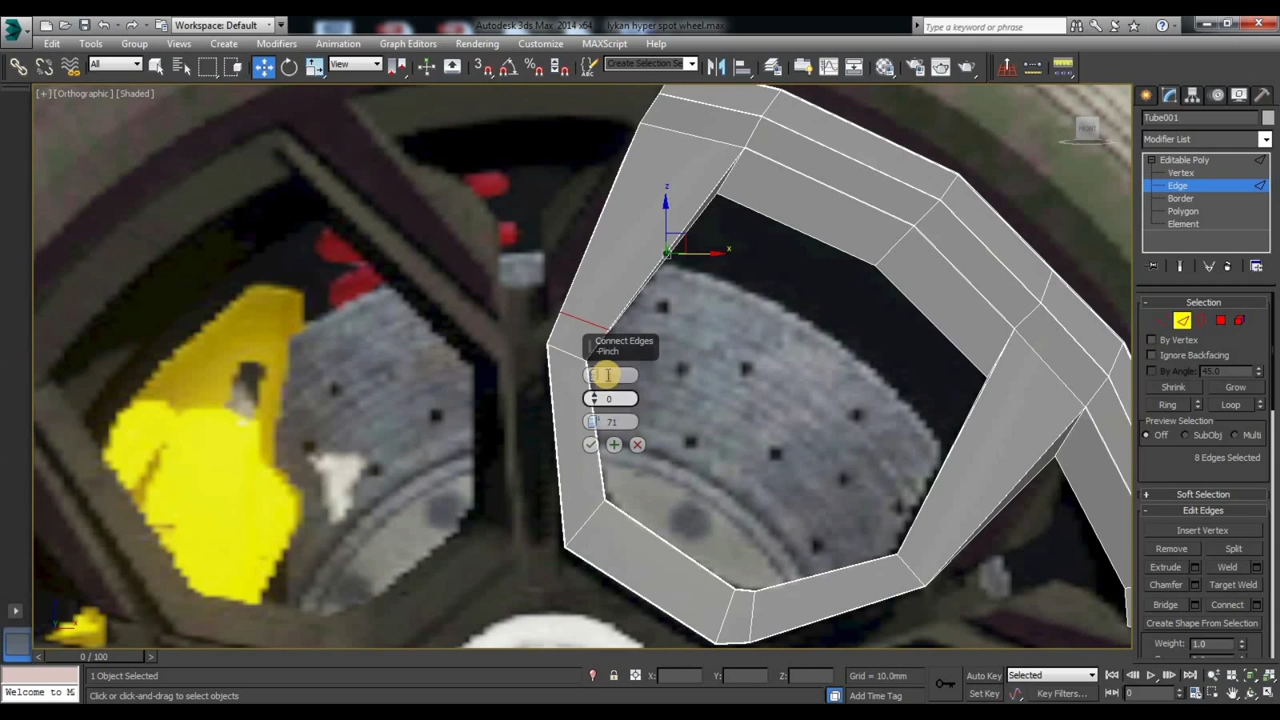 Workspace: Default
Autodesk 3ds Max 2014 x64
lykan hyper spot wheel.max
Type a keyword or phrase
Edit Tools Group Views Create Modifiers Animation Graph Editors Rendering Customize MAXScript Help
All
View
Create Selection Se
[+] [Orthographic] [Shaded]
FRONT
z
x
Connect Edges
-Pinch
0
71
Tube001
Modifier List
Editable Poly
Vertex
Edge
Border
Polygon
Element
Selection
By Vertex
Ignore Backfacing
By Angle: 45.0
Shrink Grow
Ring Loop
Preview Selection
Off SubObj Multi
8 Edges Selected
Soft Selection
Edit Edges
Insert Vertex
Remove Split
Extrude Weld
Chamfer Target Weld
Bridge Connect
Create Shape From Selection
Weight: 1.0
0 / 100
Welcome to M
1 Object Selected
Click or click-and-drag to select objects
X: Y: Z: Grid = 10.0mm
Add Time Tag
Auto Key Selected
Set Key Key Filters...
0